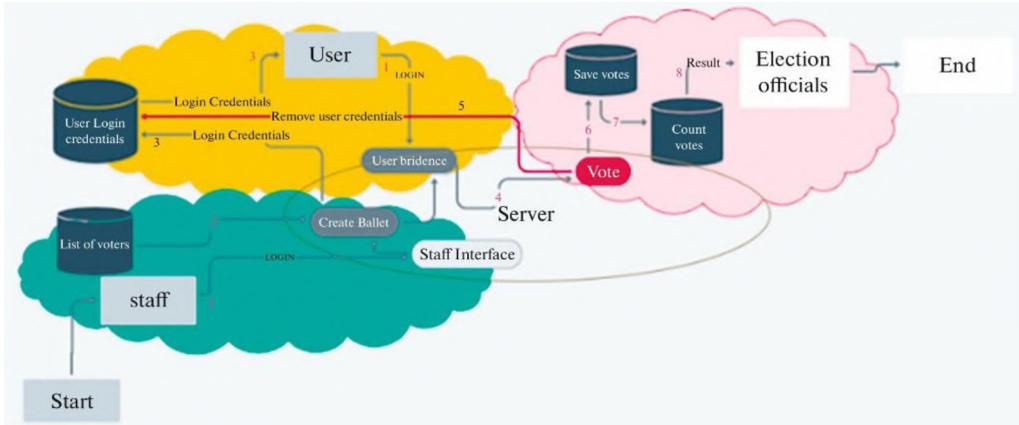 User
3
1
LOGIN
Login Credentials
5
Remove user credentials
User Login
credentials
3
Login Credentials
User bridence
Save votes
Result
8
Election
officials
End
6
7
Count
votes
Vote
4
Server
List of voters
Create Ballet
Staff Interface
LOGIN
staff
Start